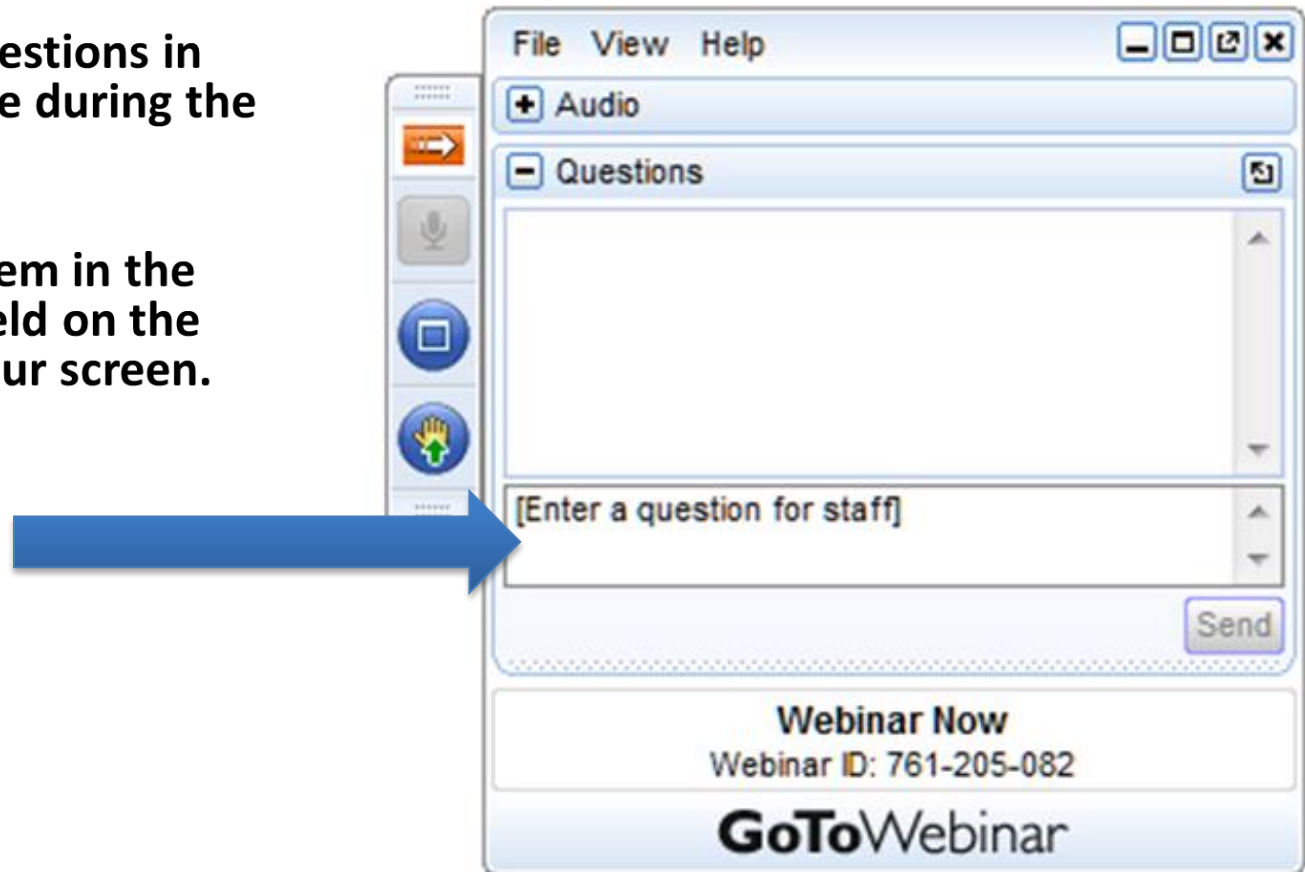 estions in
e during the
em in the
eld on the
ur screen.
File View Help
Audio
Questions
[Enter a question for staff]
Send
Webinar Now
Webinar ID: 761-205-082
GoToWebinar